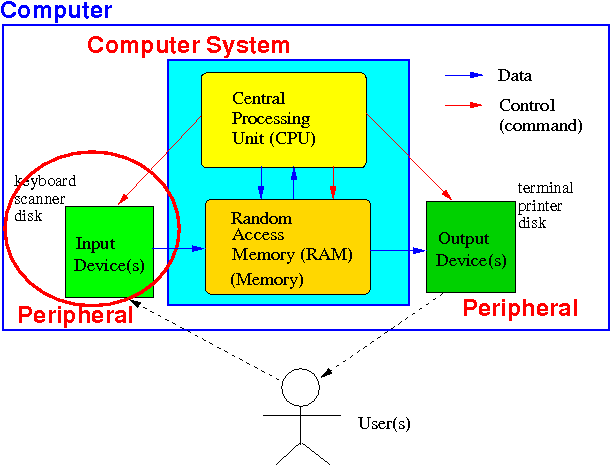 Computer
Computer System
Central
Processing
Unit (CPU)
Data
Control
(command)
keyboard
scanner
disk
Input
Device(s)
Peripheral
Random
Access
Memory (RAM)
(Memory)
terminal
printer
disk
Output
Device(s)
Peripheral
User(s)